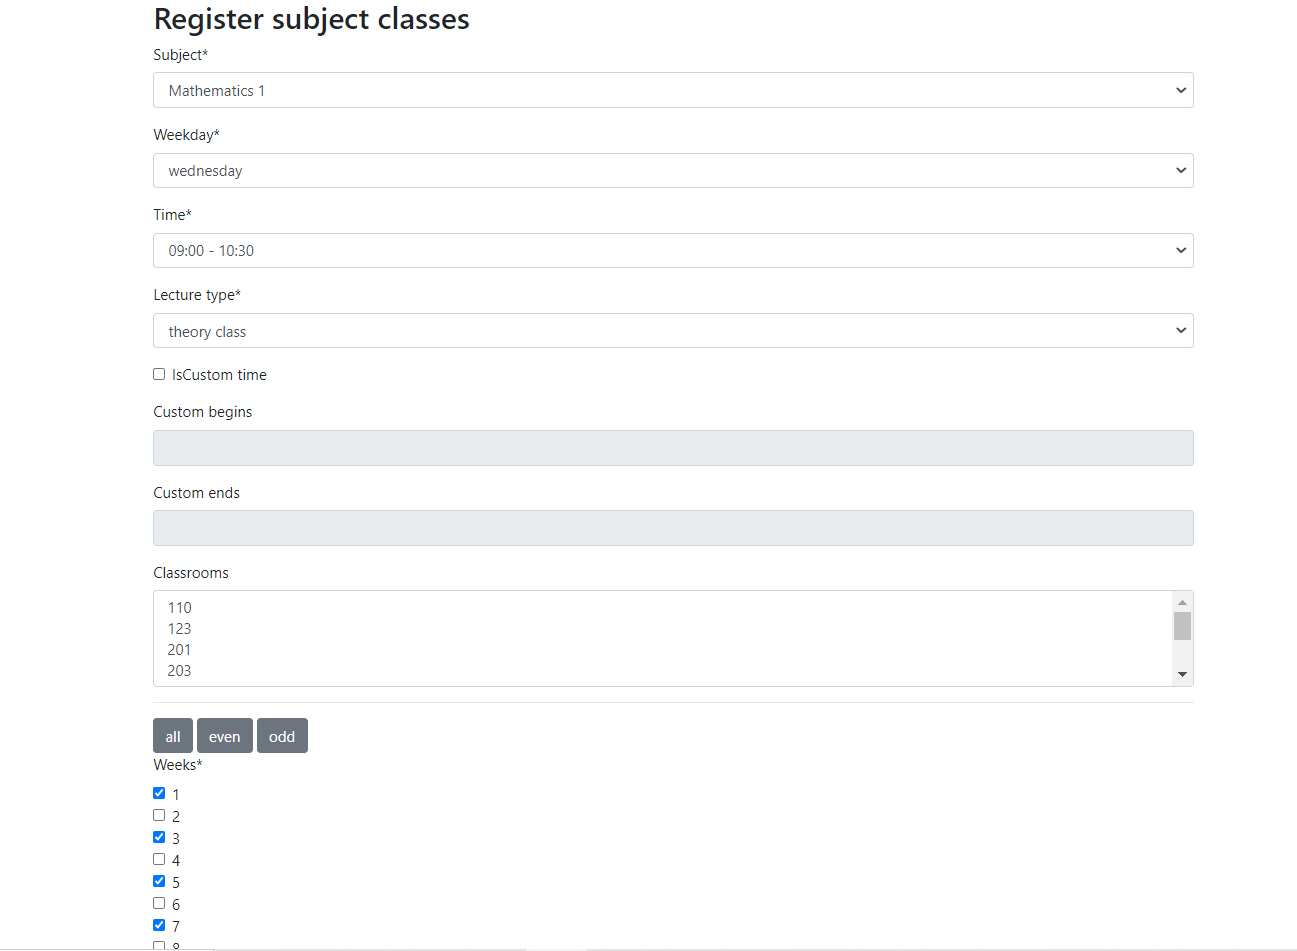 Register subject classes
Subject*
Mathematics 1
Weekday*
wednesday
Time*
09:00 - 10:30
Lecture type*
theory class
IsCustom time
Custom begins
Custom ends
Classrooms
110
123
201
203
all even odd
Weeks*
1
2
3
4
5
6
7
8